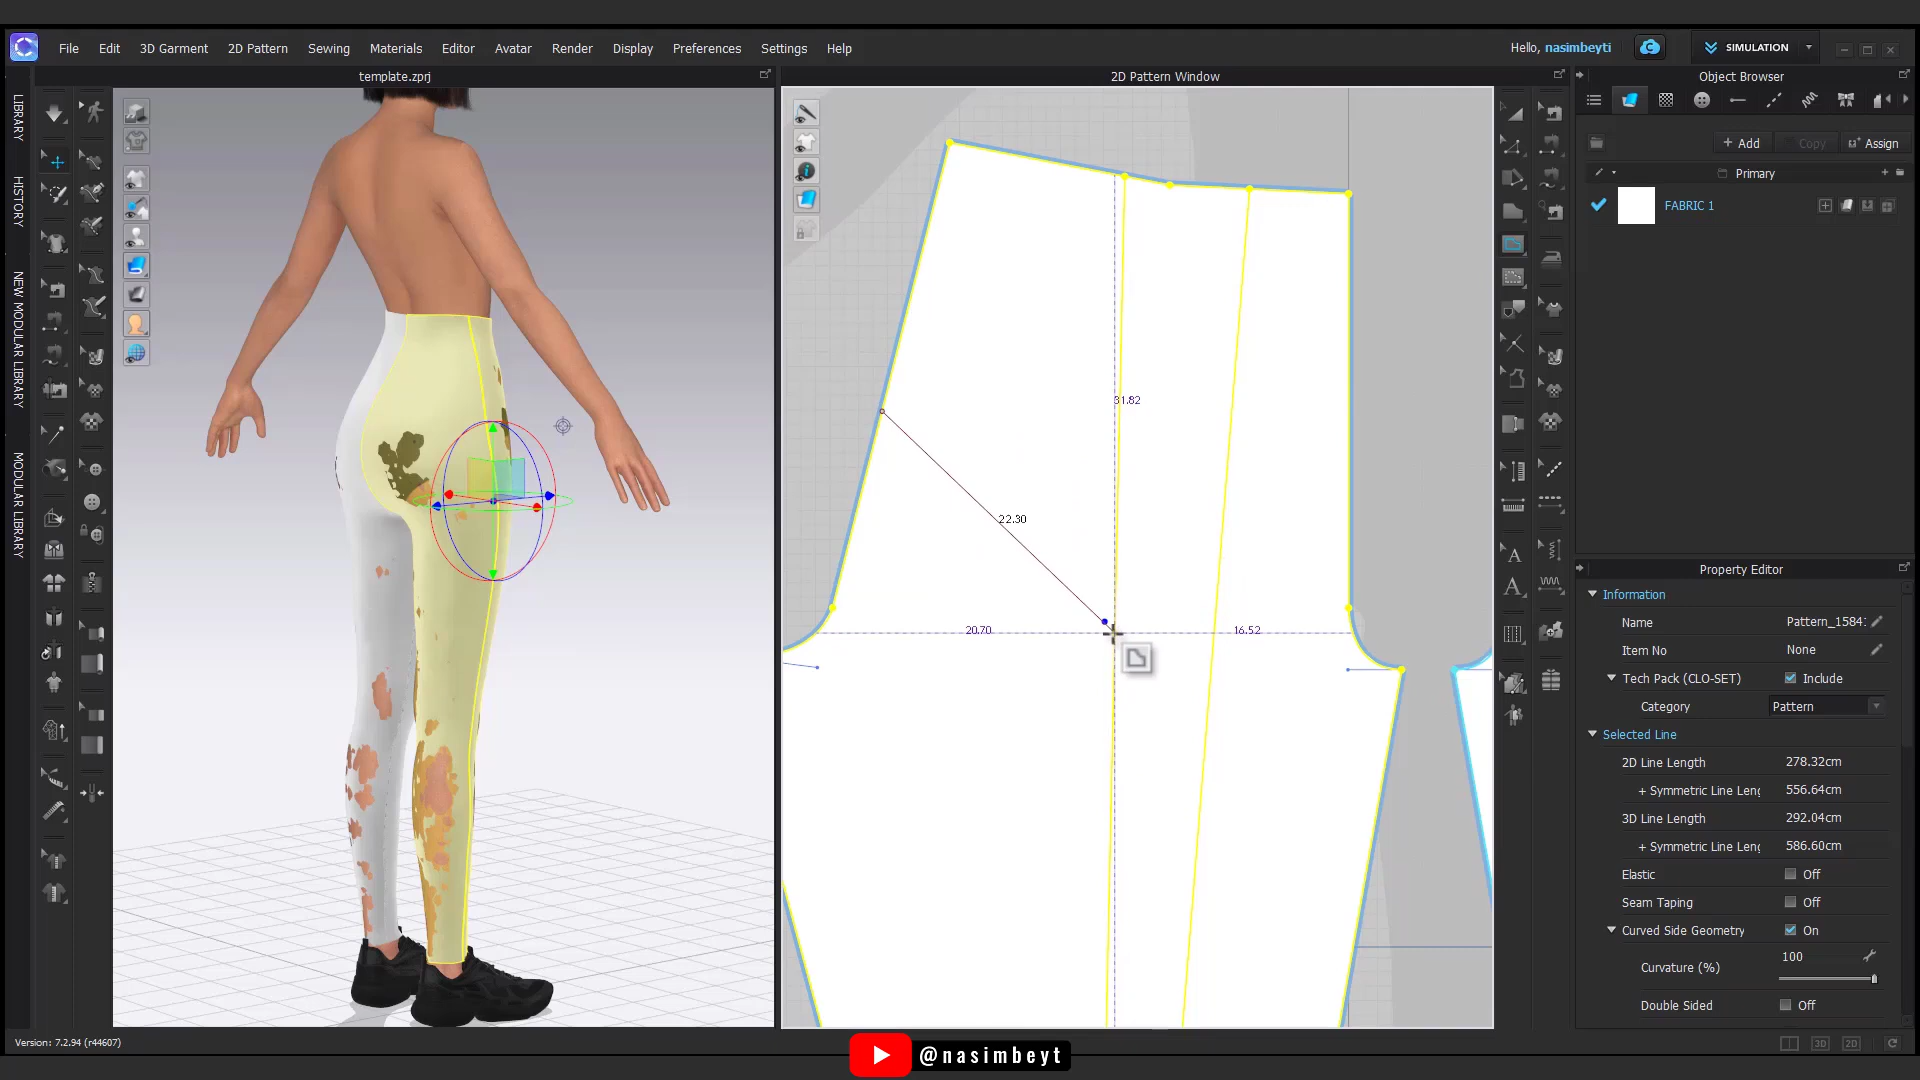 File Edit 3D Garment 2D Pattern Sewing Materials Editor Avatar Render Display Preferences Settings Help
Hello, nasimbeyti
SIMULATION
template.zprj
2D Pattern Window
Object Browser
LIBRARY
HISTORY
NEW MODULAR LIBRARY
MODULAR LIBRARY
+ Add
Copy
Assign
Primary
FABRIC 1
31.82
22.30
20.70
16.52
Property Editor
Information
Name Pattern_1584:
Item No None
Tech Pack (CLO-SET) Include
Category Pattern
Selected Line
2D Line Length 278.32cm
+ Symmetric Line Leng 556.64cm
3D Line Length 292.04cm
+ Symmetric Line Leng 586.60cm
Elastic Off
Seam Taping Off
Curved Side Geometry On
Curvature (%) 100
Double Sided Off
A
A
Version: 7.2.94 (r44607)
3D
2D
@nasimbeyt